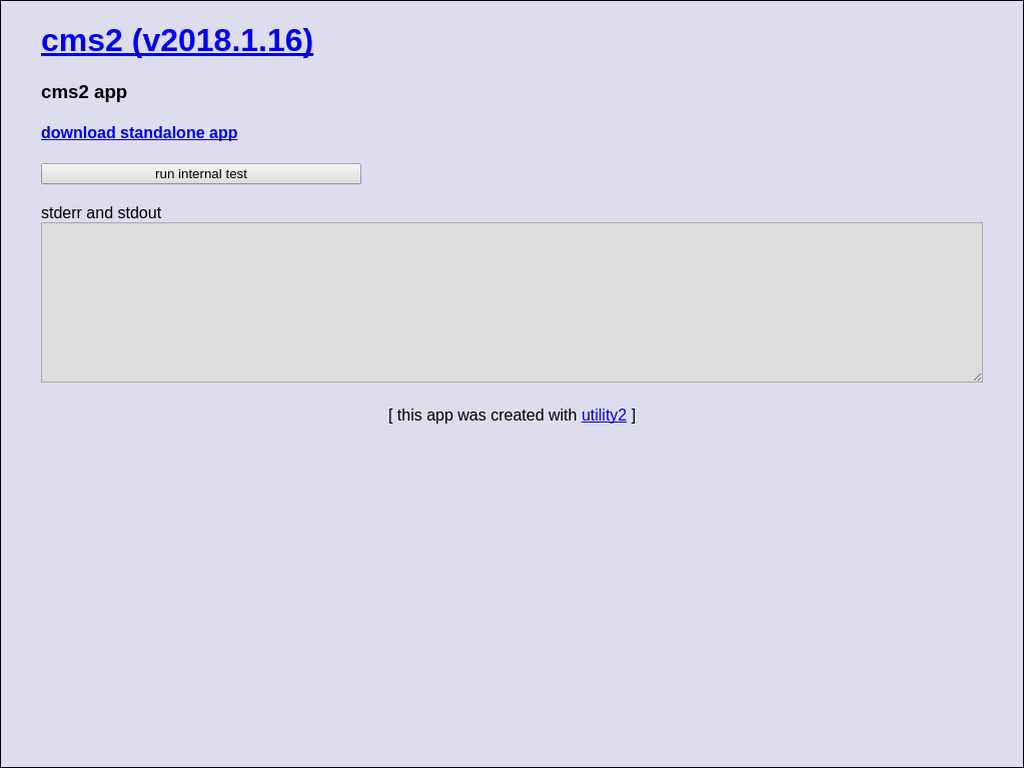 cms2 (v2018.1.16)
cms2 app
download standalone app
run internal test
stderr and stdout
[ this app was created with utility2 ]